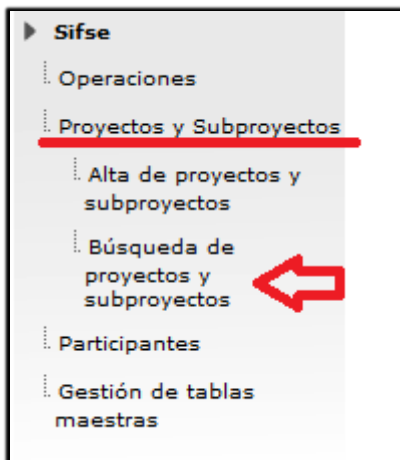 Sifse
Operaciones
Proyectos y Subproyectos
Alta de proyectos y
subproyectos
Búsqueda de
proyectos y
subproyectos
Participantes
Gestión de tablas
maestras